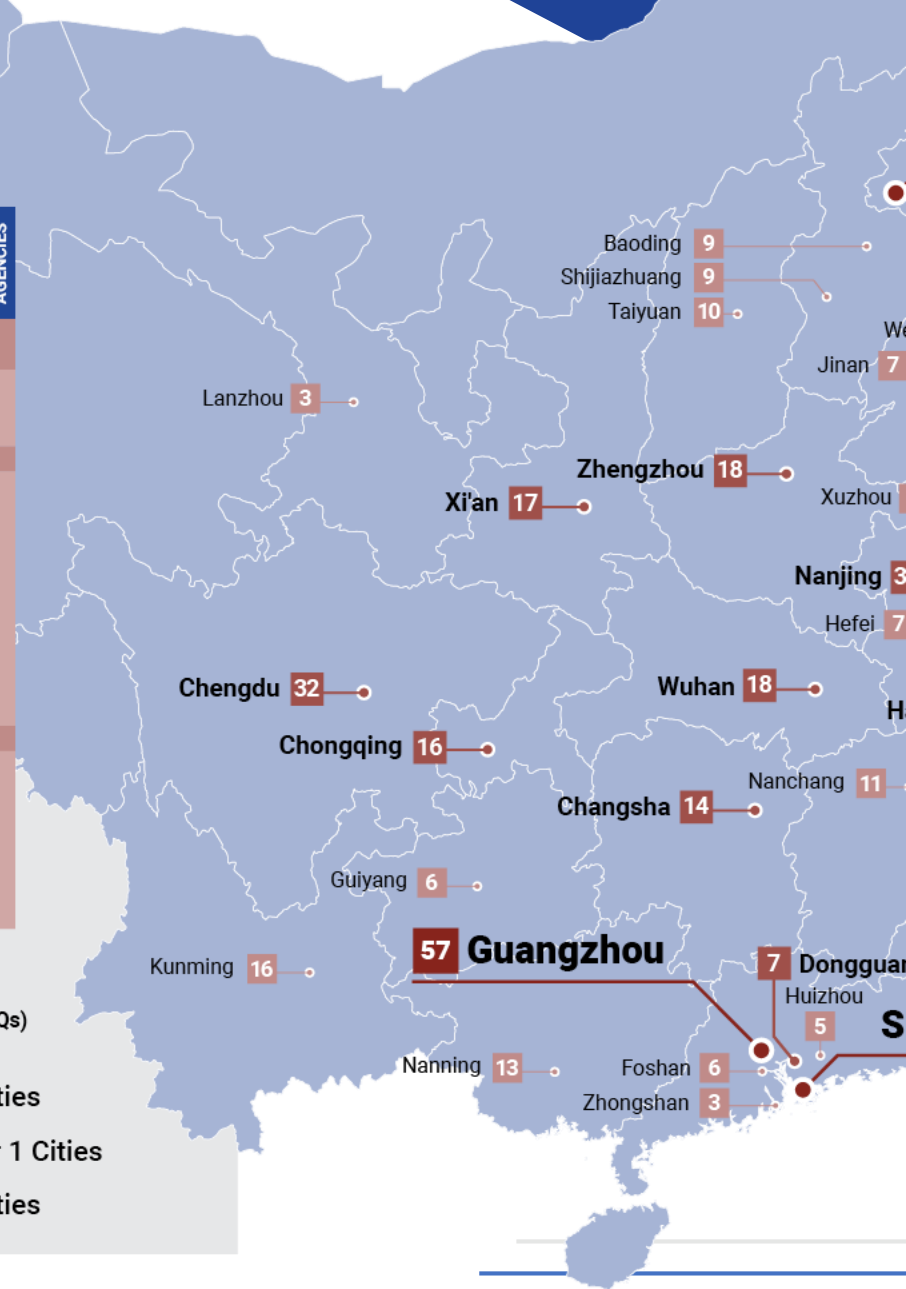 AGENCIES
Baoding 9
Shijiazhuang 9
Taiyuan 10
Jinan 7
Lanzhou 3
Zhengzhou 18
Xi'an 17
Xuzhou
Nanjing 3
Hefei 7
Chengdu 32
Wuhan 18
Chongqing 16
Nanchang 11
Changsha 14
Guiyang 6
57 Guangzhou
7 Dongguan
Kunming 16
Huizhou
5
S
Qs)
Nanning 13
Foshan 6
Zhongshan 3
ties
1 Cities
ties